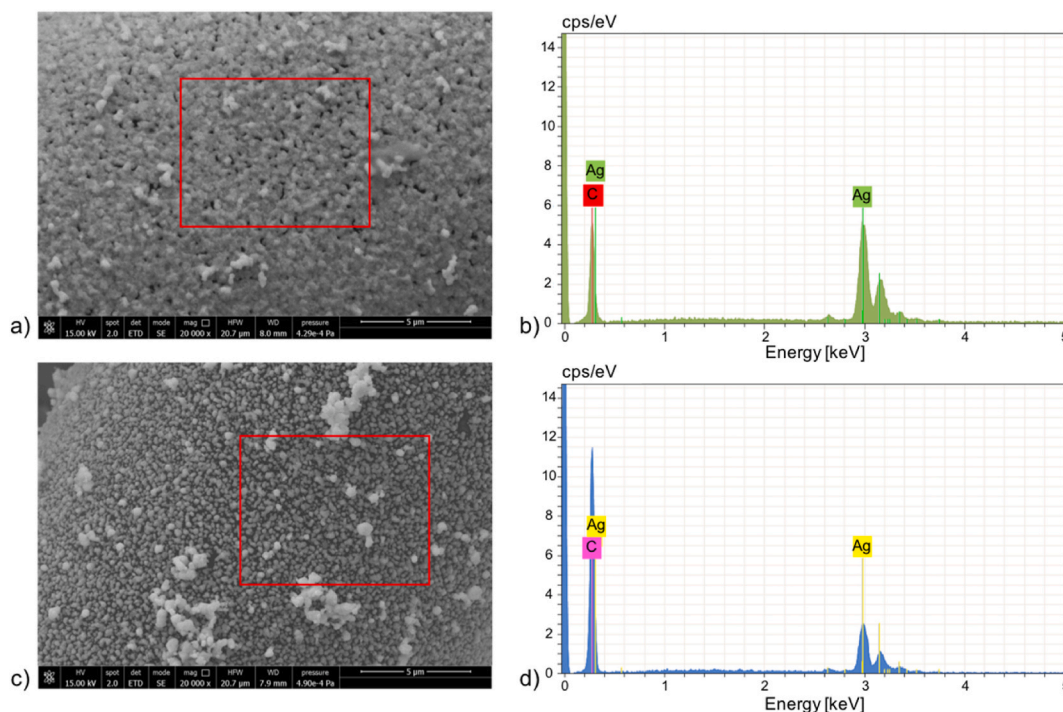 cps/eV
14
12
10
8
6
4
2
0
Ag
C
Ag
0 1 2 3 4 5
Energy [keV]
HV spot det mode mag □ HFW WD pressure 5 µm
15.00 kV 2.0 ETD SE 20 000 x 20.7 µm 8.0 mm 4.29e-4 Pa
a)
b)
cps/eV
14
12
10
8
6
4
2
0
Ag
C
Ag
0 1 2 3 4 5
Energy [keV]
HV spot det mode mag □ HFW WD pressure 5 µm
15.00 kV 2.0 ETD SE 20 000 x 20.7 µm 7.9 mm 4.90e-4 Pa
c)
d)